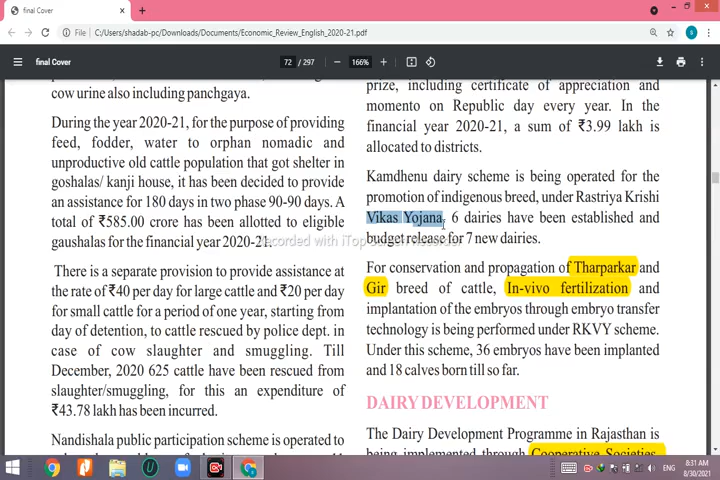 final Cover
File
C:/Users/shadab-pc/Downloads/Documents/Economic_Review_English_2020-21.pdf
final Cover
72 / 297
166%
cow urine also including panchgaya.
During the year 2020-21, for the purpose of providing
feed, fodder, water to orphan nomadic and
unproductive old cattle population that got shelter in
goshalas/ kanji house, it has been decided to provide
an assistance for 180 days in two phase 90-90 days. A
total of ₹585.00 crore has been allotted to eligible
gaushalas for the financial year 2020-21.
There is a separate provision to provide assistance at
the rate of ₹40 per day for large cattle and ₹20 per day
for small cattle for a period of one year, starting from
day of detention, to cattle rescued by police dept. in
case of cow slaughter and smuggling. Till
December, 2020 625 cattle have been rescued from
slaughter/smuggling, for this an expenditure of
₹43.78 lakh has been incurred.
Nandishala public participation scheme is operated to
prize, including certificate of appreciation and
momento on Republic day every year. In the
financial year 2020-21, a sum of ₹3.99 lakh is
allocated to districts.
Kamdhenu dairy scheme is being operated for the
promotion of indigenous breed, under Rastriya Krishi
Vikas Yojana, 6 dairies have been established and
budget release for 7 new dairies.
For conservation and propagation of Tharparkar and
Gir breed of cattle, In-vivo fertilization and
implantation of the embryos through embryo transfer
technology is being performed under RKVY scheme.
Under this scheme, 36 embryos have been implanted
and 18 calves born till so far.
DAIRY DEVELOPMENT
The Dairy Development Programme in Rajasthan is
being implemented through Cooperative Societies.
Recorded with iTop Screen Recorder
8:31 AM
8/30/2021